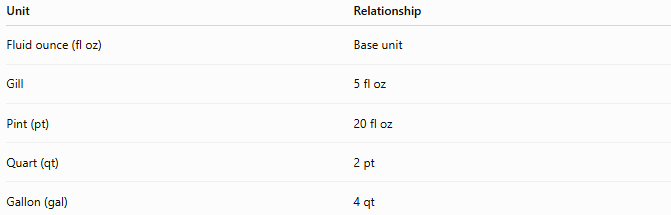 Unit Relationship
Fluid ounce (fl oz) Base unit
Gill 5 fl oz
Pint (pt) 20 fl oz
Quart (qt) 2 pt
Gallon (gal) 4 qt